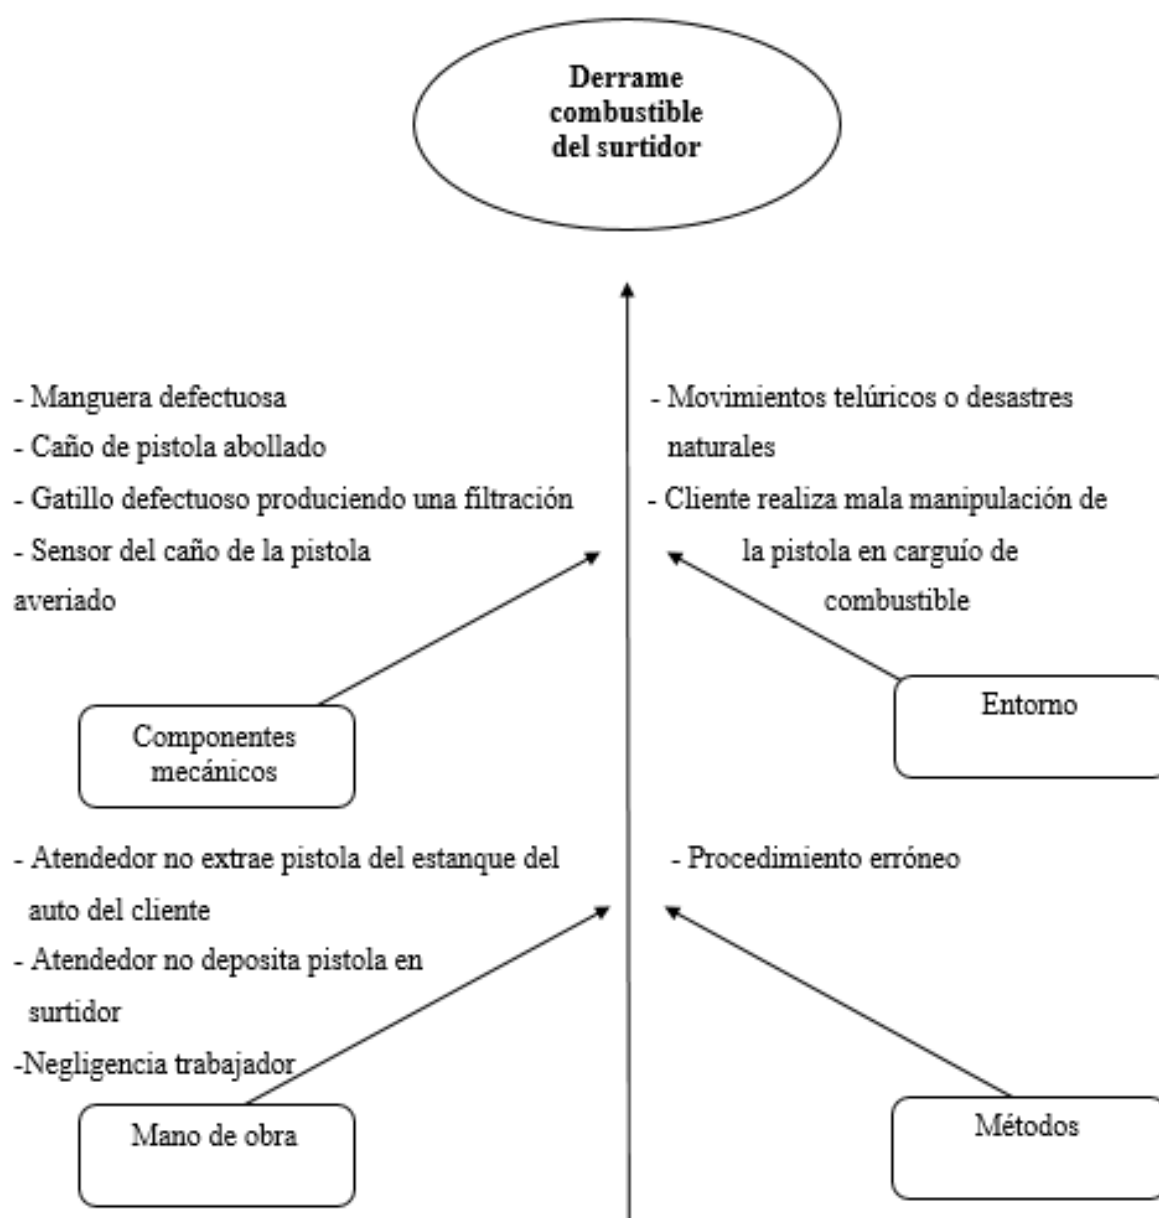 Derrame
combustible
del surtidor
- Manguera defectuosa
- Caño de pistola abollado
- Gatillo defectuoso produciendo una filtración
- Sensor del caño de la pistola
averiado
- Movimientos telúricos o desastres
naturales
- Cliente realiza mala manipulación de
la pistola en carguío de
combustible
Componentes
mecánicos
Entorno
- Atendedor no extrae pistola del estanque del
auto del cliente
- Atendedor no deposita pistola en
surtidor
-Negligencia trabajador
- Procedimiento erróneo
Mano de obra
Métodos